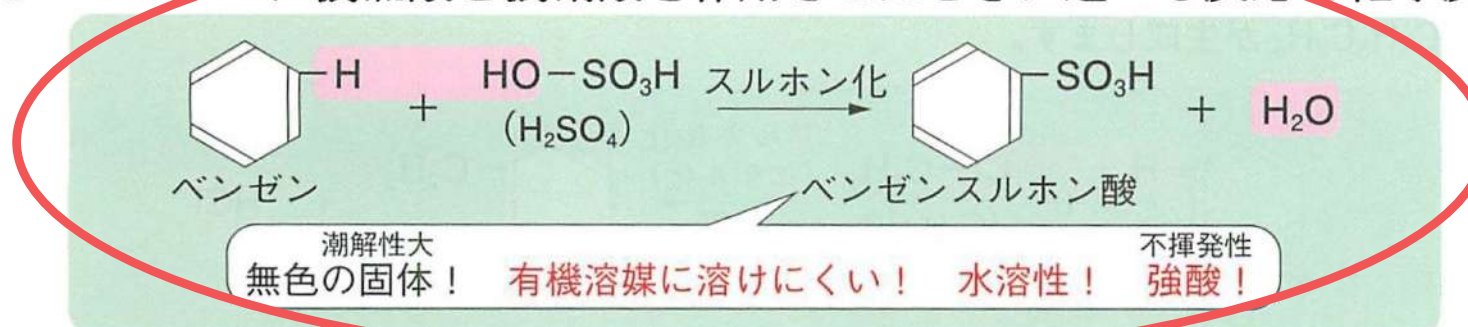 H HO－SO₃H スルホン化 SO₃H
+ (H₂SO₄) + H₂O
ベンゼン ベンゼンスルホン酸
潮解性大 不揮発性
無色の固体！ 有機溶媒に溶けにくい！ 水溶性！ 強酸！